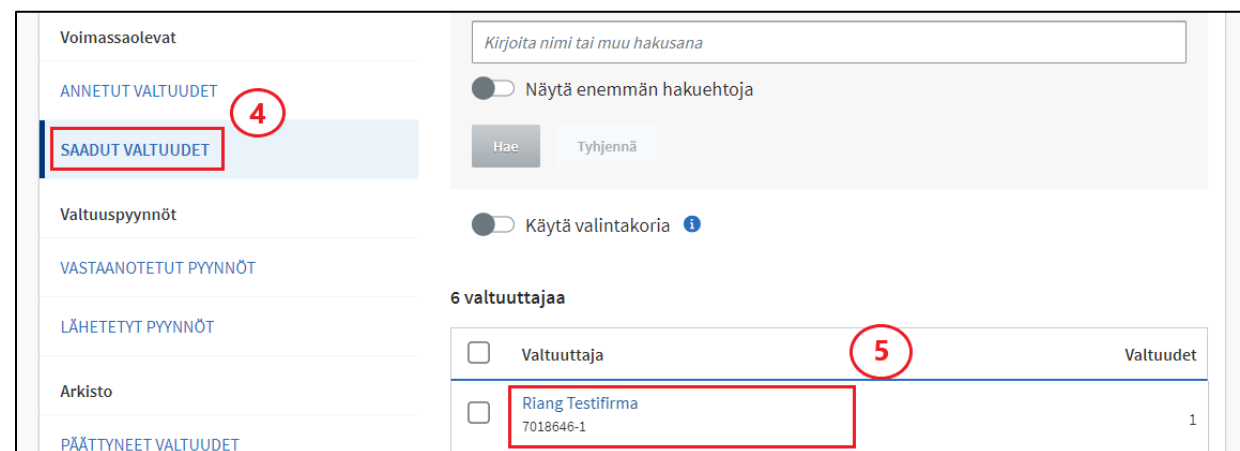 Voimassaolevat
ANNETUT VALTUUDET
4
SAADUT VALTUUDET
Valtuuspyynnöt
VASTAANOTETUT PYYNNÖT
LÄHETETYT PYYNNÖT
Arkisto
PÄÄTTYNEET VALTUUDET
Kirjoita nimi tai muu hakusana
Näytä enemmän hakuehtoja
Hae Tyhjennä
Käytä valintakoria i
6 valtuuttajaa
Valtuuttaja 5 Valtuudet
Riang Testifirma
7018646-1 1